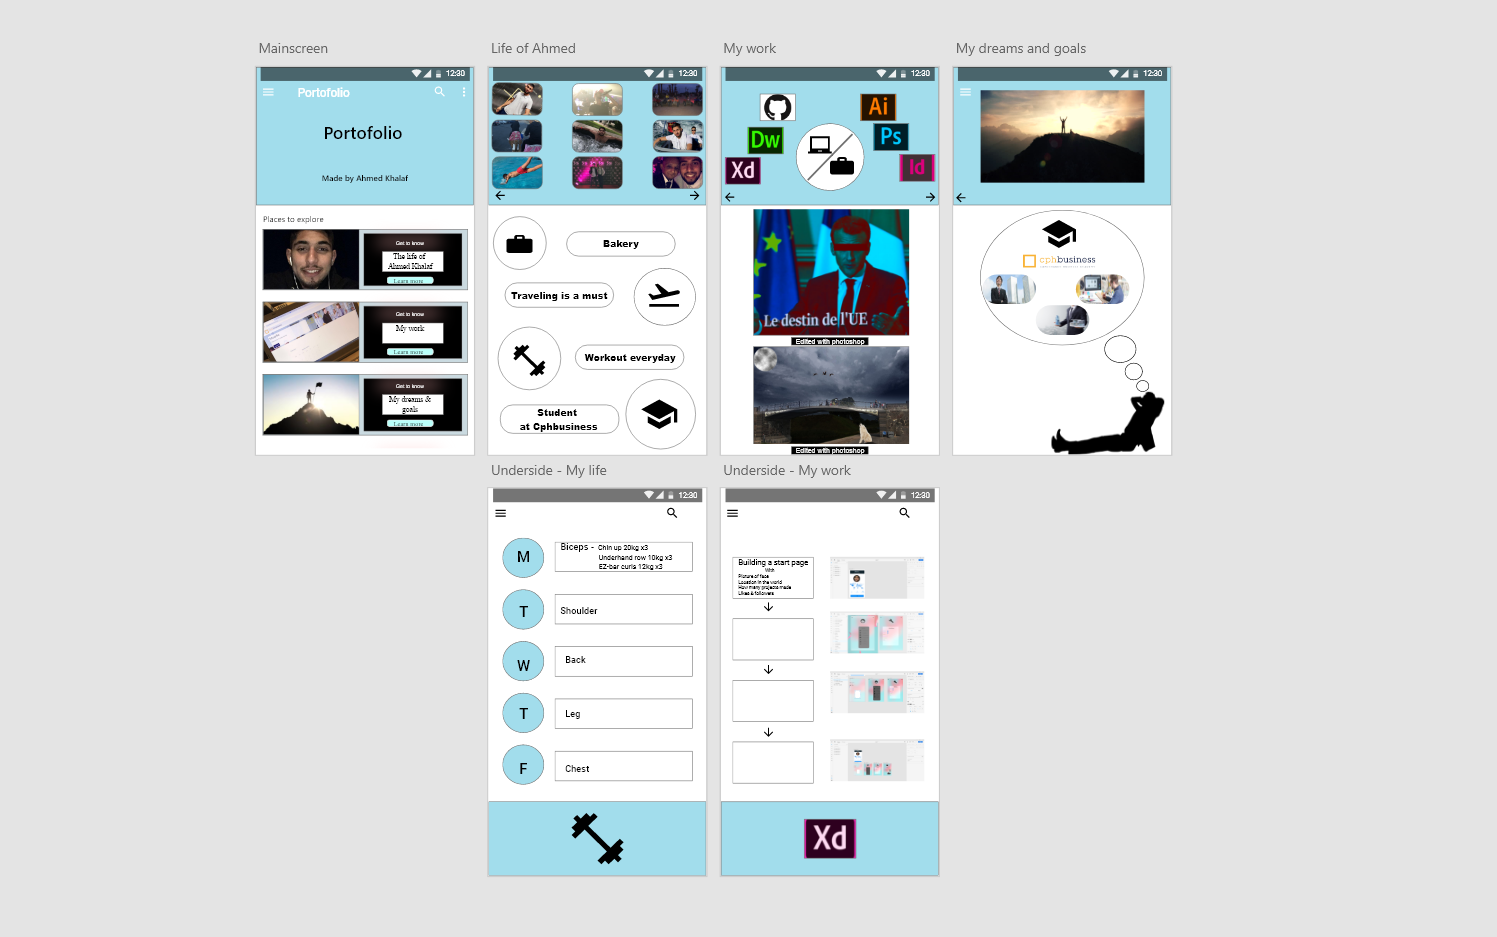 Mainscreen
12:30
Portofolio
Portofolio
Made by Ahmed Khalaf
Places to explore
Get to know
The life of
Ahmed Khalaf
Learn more
Get to know
My work
Learn more
Get to know
My dreams &
goals
Learn more
Life of Ahmed
12:30
Bakery
Traveling is a must
Workout everyday
Student
at Cphbusiness
My work
12:30
Ai
Dw
Ps
Xd
Id
Le destin de l'UE
Edited with photoshop
Edited with photoshop
My dreams and goals
12:30
cphbusiness
Underside - My life
12:30
M
Biceps - Chin up 20kg x3
Underhand row 10kg x3
EZ-bar curls 12kg x3
T
Shoulder
W
Back
T
Leg
F
Chest
Underside - My work
12:30
Building a start page
With
Picture of face
Location in the world
How many projects made
Likes & followers
Xd